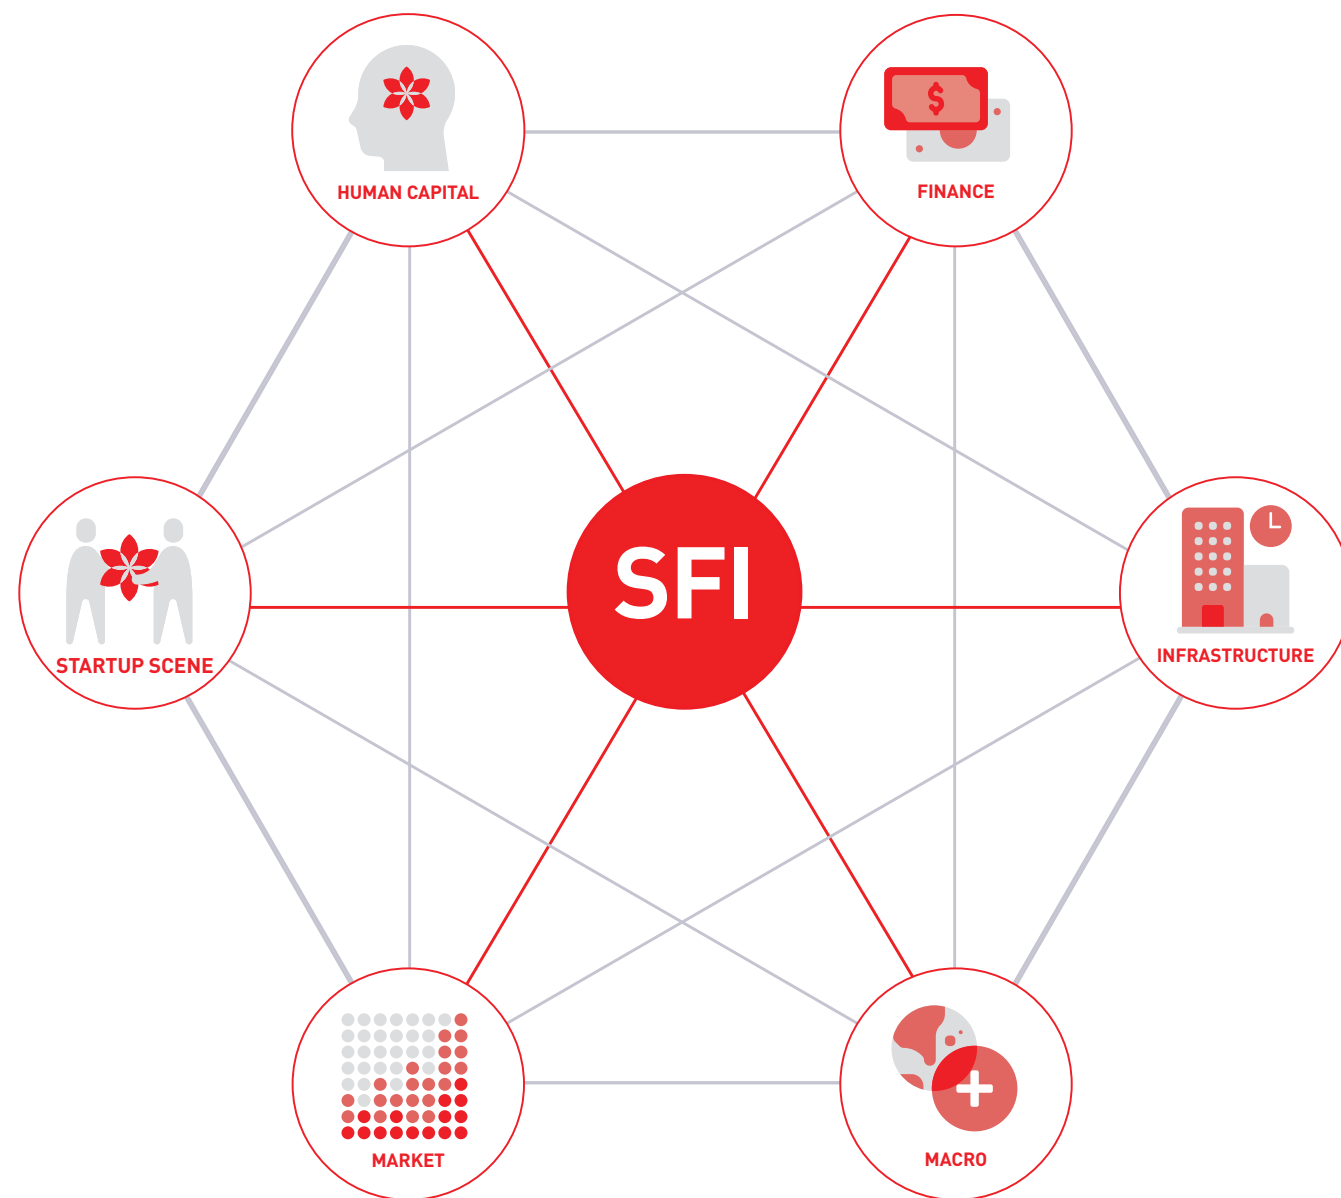 HUMAN CAPITAL
$
FINANCE
SFI
STARTUP SCENE
INFRASTRUCTURE
MARKET
MACRO